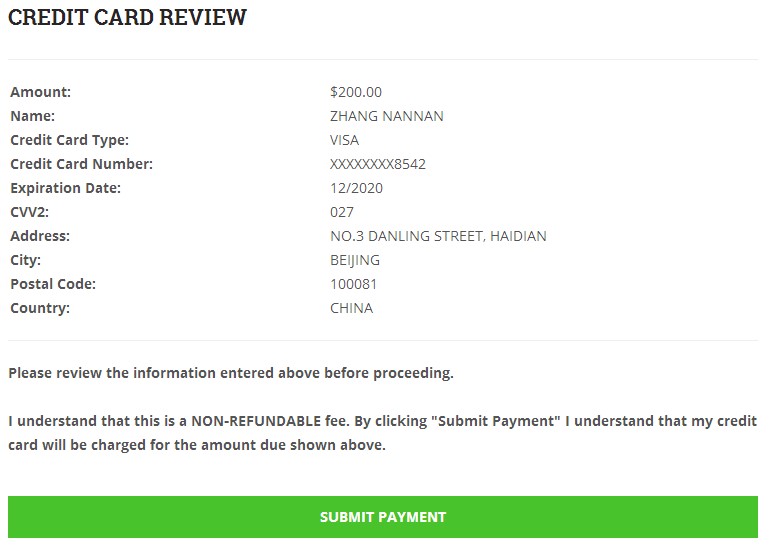 CREDIT CARD REVIEW
Amount: $200.00
Name: ZHANG NANNAN
Credit Card Type: VISA
Credit Card Number: XXXXXXXX8542
Expiration Date: 12/2020
CVV2: 027
Address: NO.3 DANLING STREET, HAIDIAN
City: BEIJING
Postal Code: 100081
Country: CHINA
Please review the information entered above before proceeding.
I understand that this is a NON-REFUNDABLE fee. By clicking "Submit Payment" I understand that my credit
card will be charged for the amount due shown above.
SUBMIT PAYMENT